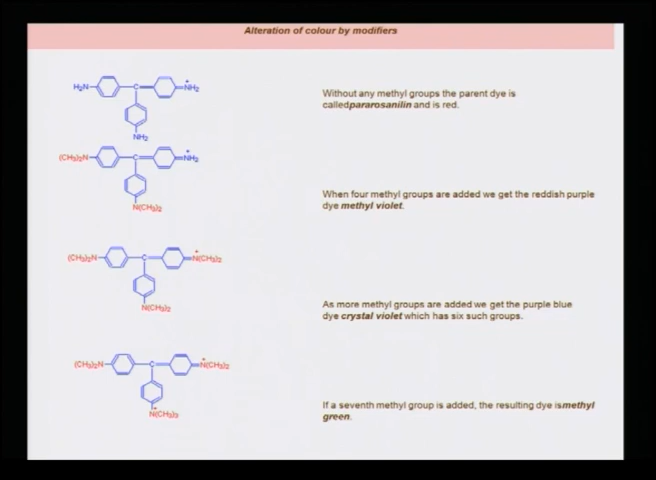 Alteration of colour by modifiers
H₂N C NH₂
+
NH₂
Without any methyl groups the parent dye is
calledpararosanilin and is red.
(CH₃)₂N C NH₂
+
N(CH₃)₂
When four methyl groups are added we get the reddish purple
dye methyl violet.
(CH₃)₂N C N(CH₃)₂
+
N(CH₃)₂
As more methyl groups are added we get the purple blue
dye crystal violet which has six such groups.
(CH₃)₂N C N(CH₃)₂
+
N(CH₃)₃
If a seventh methyl group is added, the resulting dye ismethyl
green.